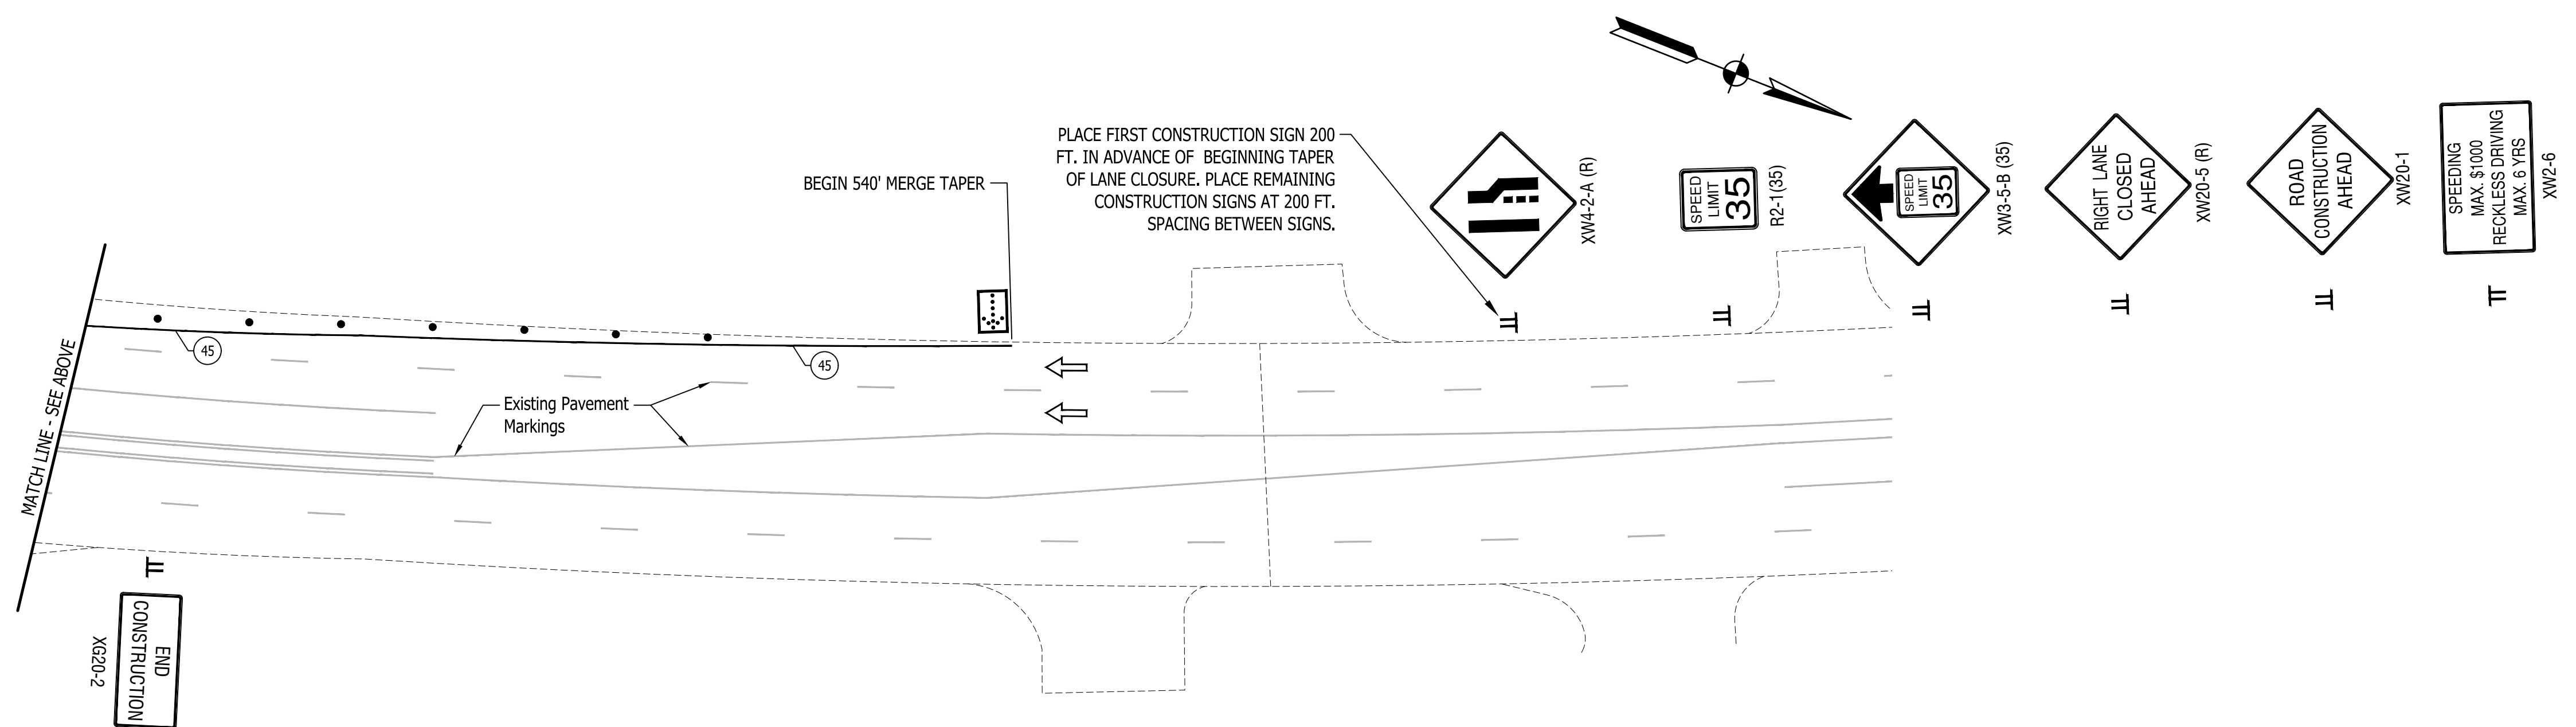 PLACE FIRST CONSTRUCTION SIGN 200
FT. IN ADVANCE OF BEGINNING TAPER
OF LANE CLOSURE. PLACE REMAINING
CONSTRUCTION SIGNS AT 200 FT.
SPACING BETWEEN SIGNS.
BEGIN 540' MERGE TAPER
XW4-2-A (R)
SPEED
LIMIT
35
R2-1(35)
SPEED
LIMIT
35
XW3-5-B (35)
RIGHT LANE
CLOSED
AHEAD
XW20-5 (R)
ROAD
CONSTRUCTION
AHEAD
XW20-1
SPEEDING
MAX. $1000
RECKLESS DRIVING
MAX. 6 YRS
XW2-6
MATCH LINE - SEE ABOVE
45
45
Existing Pavement
Markings
END
CONSTRUCTION
XG20-2